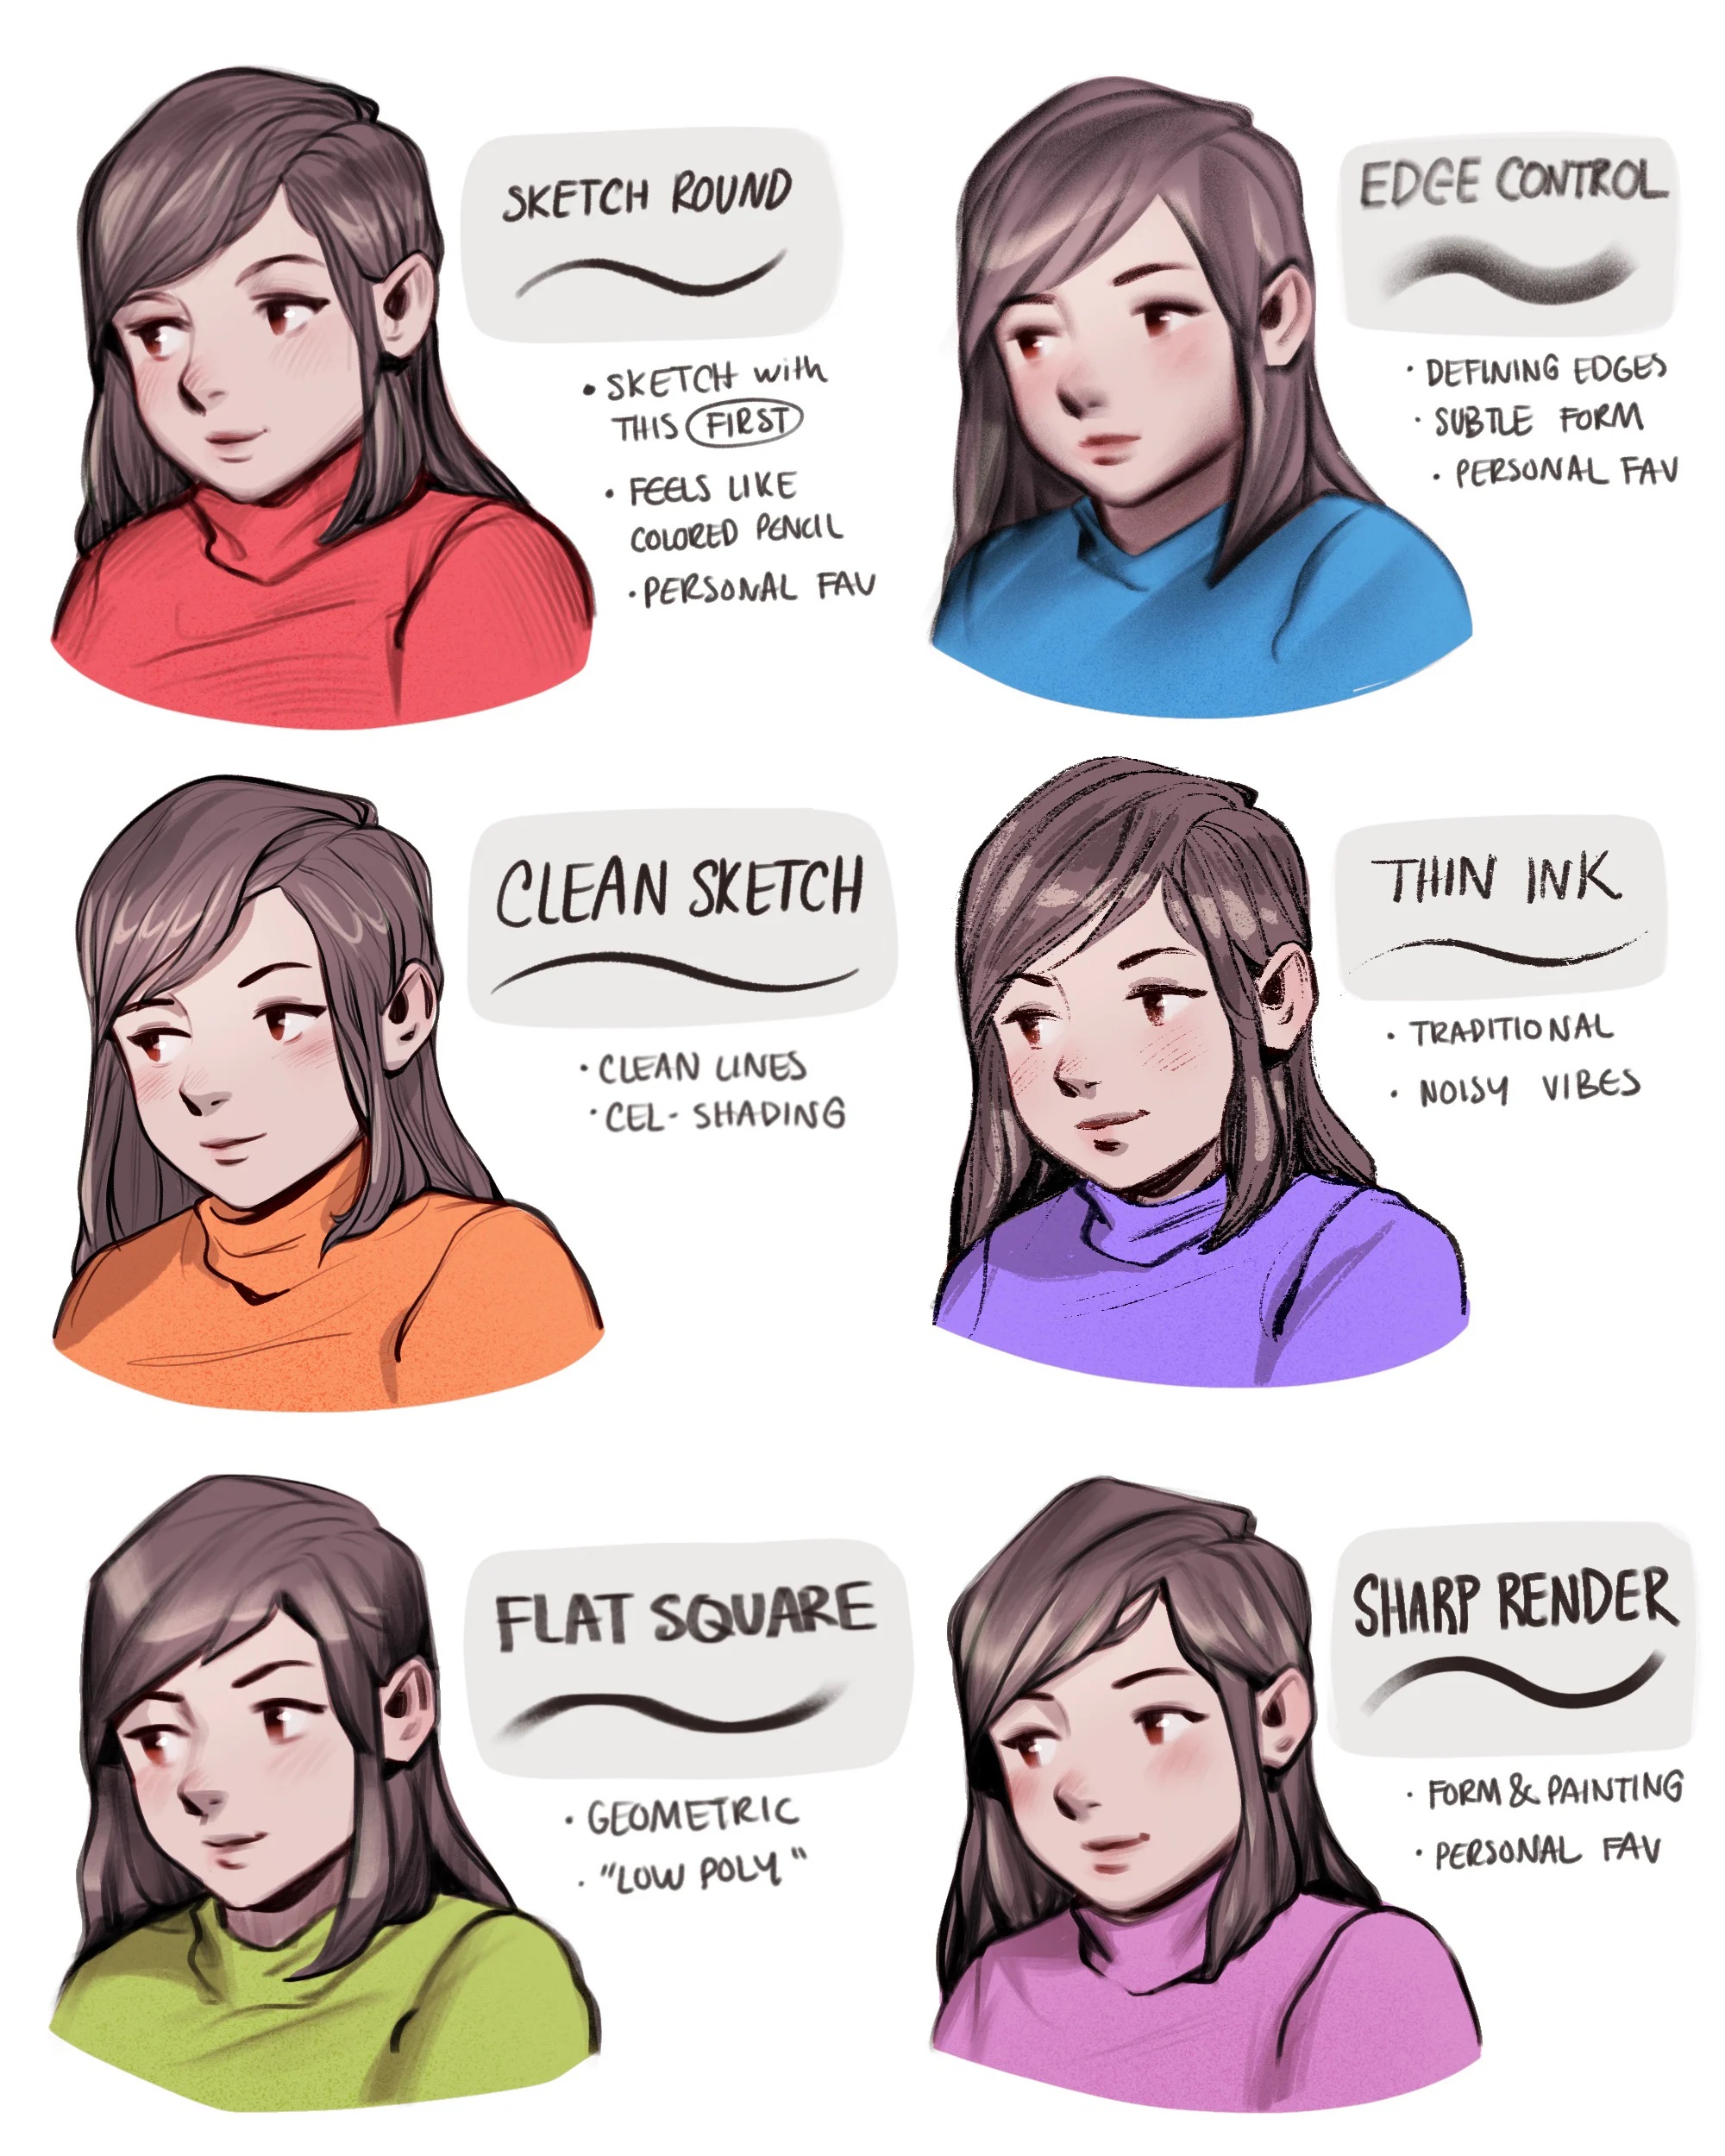 SKETCH ROUND
• SKETCH with
THIS FIRST
• FEELS LIKE
COLORED PENCIL
• PERSONAL FAV
EDGE CONTROL
• DEFINING EDGES
• SUBTLE FORM
• PERSONAL FAV
CLEAN SKETCH
• CLEAN LINES
• CEL-SHADING
THIN INK
• TRADITIONAL
• NOISY VIBES
FLAT SQUARE
• GEOMETRIC
• "LOW POLY"
SHARP RENDER
• FORM & PAINTING
• PERSONAL FAV